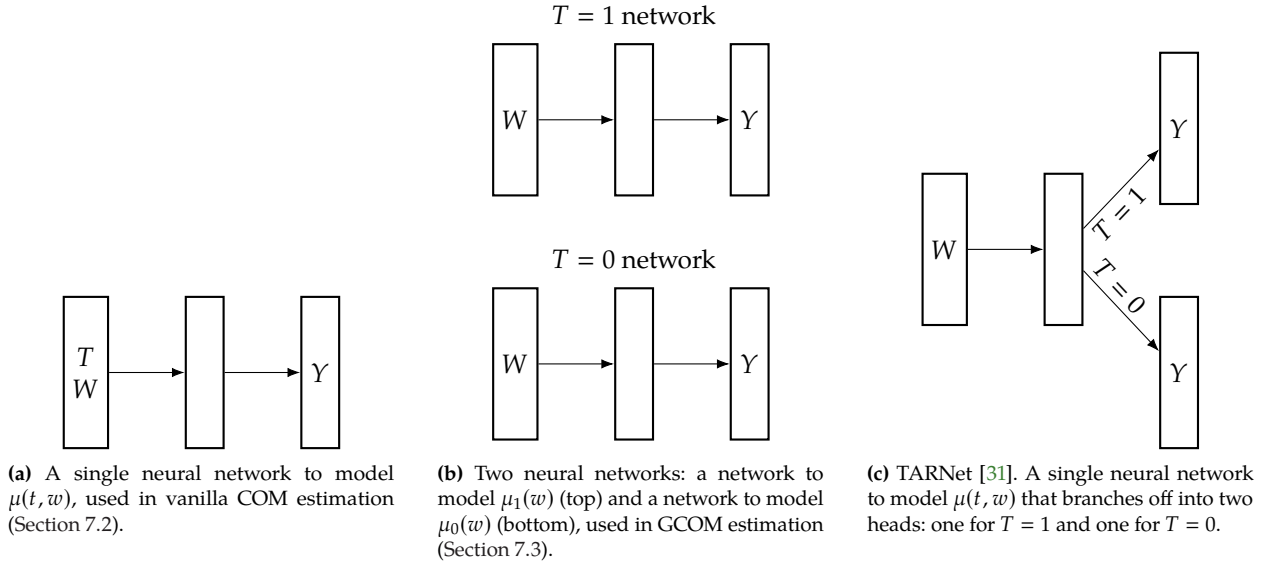 T
W
Y
(a) A single neural network to model
μ(t, w), used in vanilla COM estimation
(Section 7.2).
T = 1 network
W
Y
T = 0 network
W
Y
(b) Two neural networks: a network to
model μ₁(w) (top) and a network to model
μ₀(w) (bottom), used in GCOM estimation
(Section 7.3).
W
T = 1
T = 0
Y
Y
(c) TARNet [31]. A single neural network
to model μ(t, w) that branches off into two
heads: one for T = 1 and one for T = 0.